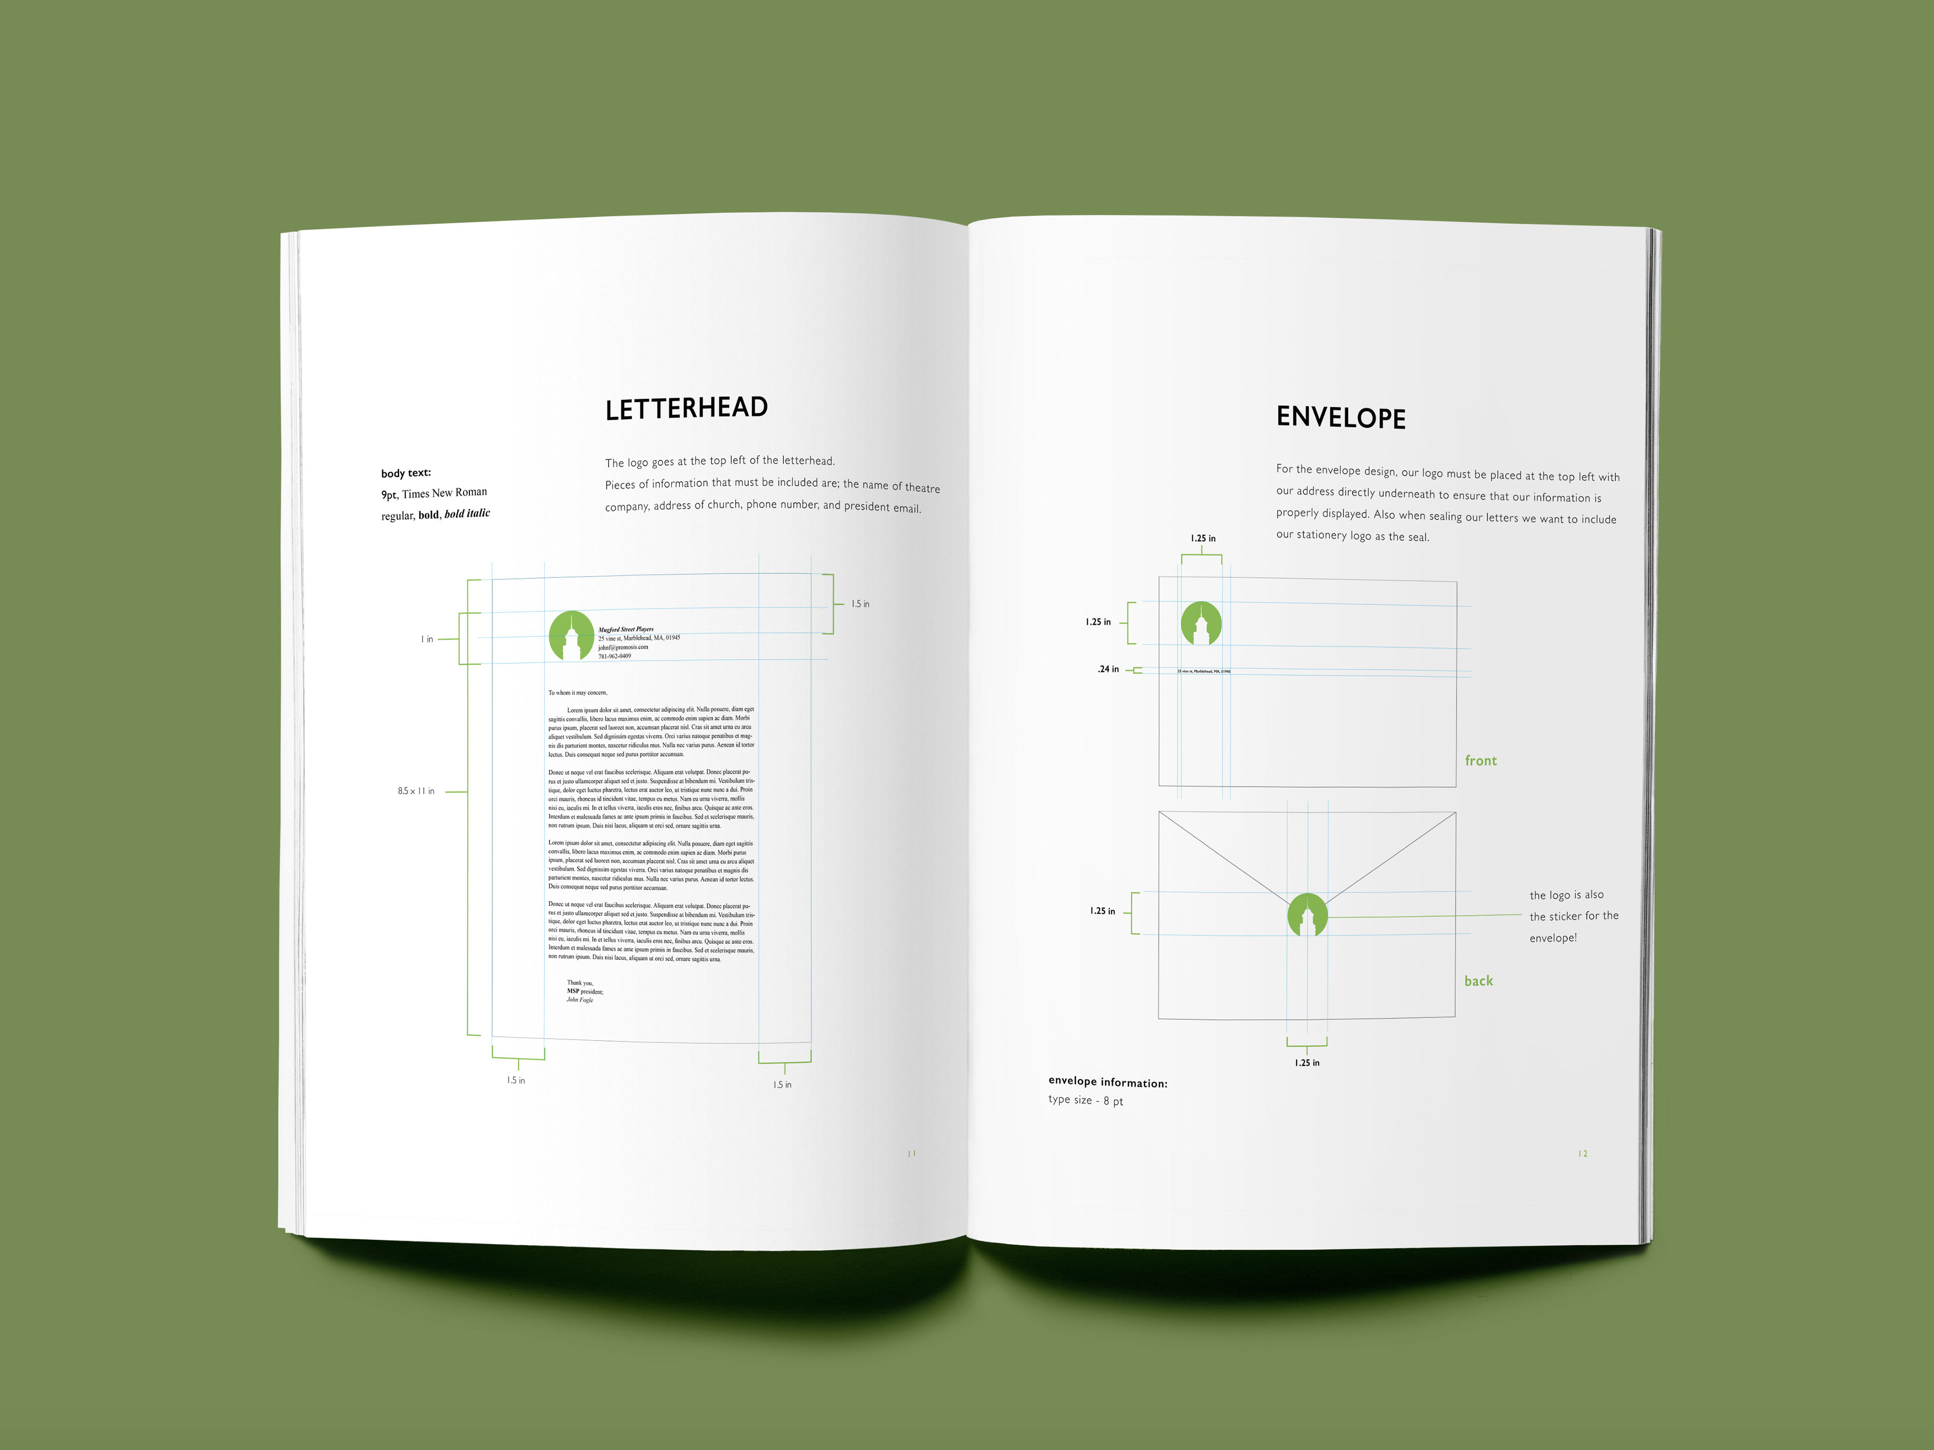 LETTERHEAD
body text:
9pt, Times New Roman
regular, bold, bold italic
The logo goes at the top left of the letterhead.
Pieces of information that must be included are; the name of theatre
company, address of church, phone number, and president email.
1.5 in
1 in
8.5 x 11 in
Mugford Street Players
25 vine st, Marblehead, MA, 01945
johnf@promosis.com
781-962-0409
To whom it may concern,
Lorem ipsum dolor sit amet, consectetur adipiscing elit. Nulla posuere, diam eget
sagittis convallis, libero lacus maximus enim, ac commodo enim sapien ac diam. Morbi
purus ipsum, placerat sed laoreet non, accumsan placerat nisl. Cras sit amet urna eu arcu
aliquet vestibulum. Sed dignissim egestas viverra. Orci varius natoque penatibus et mag-
nis dis parturient montes, nascetur ridiculus mus. Nulla nec varius purus. Aenean id tortor
lectus. Duis consequat neque sed purus porttitor accumsan.
Donec ut neque vel erat faucibus scelerisque. Aliquam erat volutpat. Donec placerat pu-
rus et justo ullamcorper aliquet sed et justo. Suspendisse at bibendum mi. Vestibulum tris-
tique, dolor eget luctus pharetra, lectus erat auctor leo, ut tristique nunc nunc a dui. Proin
orci mauris, rhoncus id tincidunt vitae, tempus eu metus. Nam eu urna viverra, mollis
nisi eu, iaculis mi. In et tellus viverra, iaculis eros nec, finibus arcu. Quisque ac ante eros.
Interdum et malesuada fames ac ante ipsum primis in faucibus. Sed et scelerisque mauris,
non rutrum ipsum. Duis nisi lacus, aliquam ut orci sed, ornare sagittis urna.
Lorem ipsum dolor sit amet, consectetur adipiscing elit. Nulla posuere, diam eget sagittis
convallis, libero lacus maximus enim, ac commodo enim sapien ac diam. Morbi purus
ipsum, placerat sed laoreet non, accumsan placerat nisl. Cras sit amet urna eu arcu aliquet
vestibulum. Sed dignissim egestas viverra. Orci varius natoque penatibus et magnis dis
parturient montes, nascetur ridiculus mus. Nulla nec varius purus. Aenean id tortor lectus.
Duis consequat neque sed purus porttitor accumsan.
Donec ut neque vel erat faucibus scelerisque. Aliquam erat volutpat. Donec placerat pu-
rus et justo ullamcorper aliquet sed et justo. Suspendisse at bibendum mi. Vestibulum tris-
tique, dolor eget luctus pharetra, lectus erat auctor leo, ut tristique nunc nunc a dui. Proin
orci mauris, rhoncus id tincidunt vitae, tempus eu metus. Nam eu urna viverra, mollis
nisi eu, iaculis mi. In et tellus viverra, iaculis eros nec, finibus arcu. Quisque ac ante eros.
Interdum et malesuada fames ac ante ipsum primis in faucibus. Sed et scelerisque mauris,
non rutrum ipsum. Duis nisi lacus, aliquam ut orci sed, ornare sagittis urna.
Thank you,
MSP president;
John Fogle
1.5 in
1.5 in
11
ENVELOPE
For the envelope design, our logo must be placed at the top left with
our address directly underneath to ensure that our information is
properly displayed. Also when sealing our letters we want to include
our stationery logo as the seal.
1.25 in
1.25 in
.24 in
25 vine st, Marblehead, MA, 01945
front
1.25 in
the logo is also
the sticker for the
envelope!
back
1.25 in
envelope information:
type size - 8 pt
12